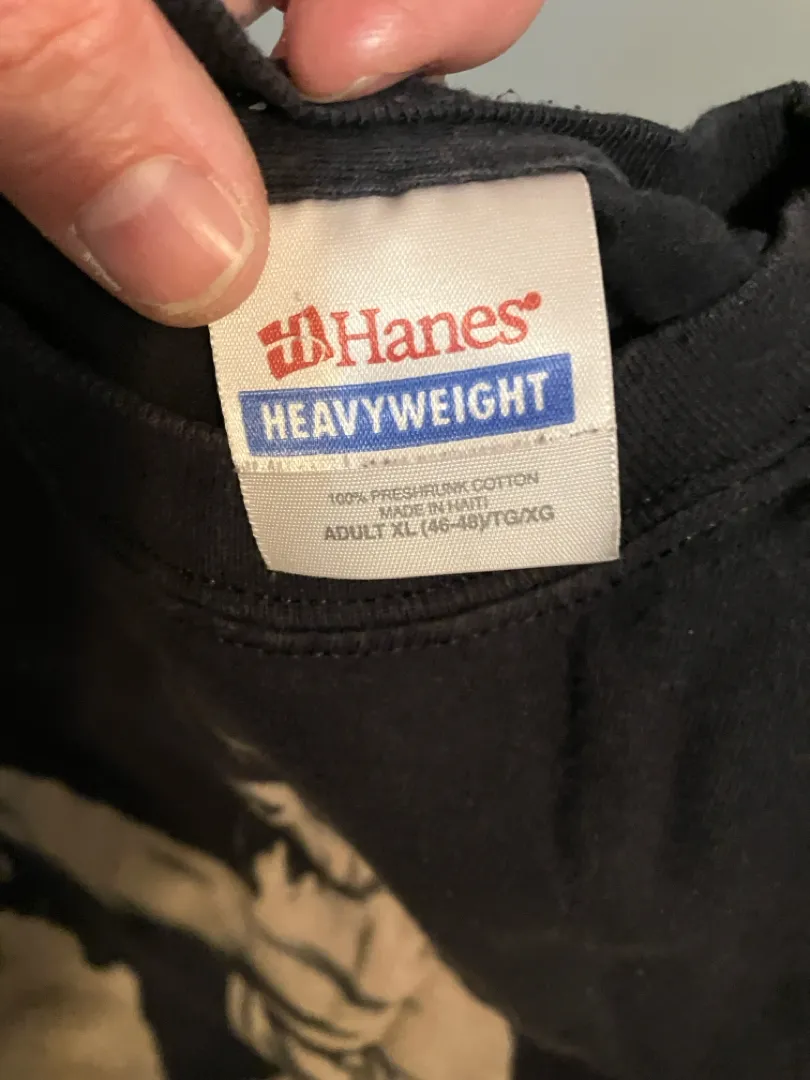 Hanes
HEAVYWEIGHT
100% PRESHRUNK COTTON
MADE IN HAITI
ADULT XL (46-48)/TG/XG